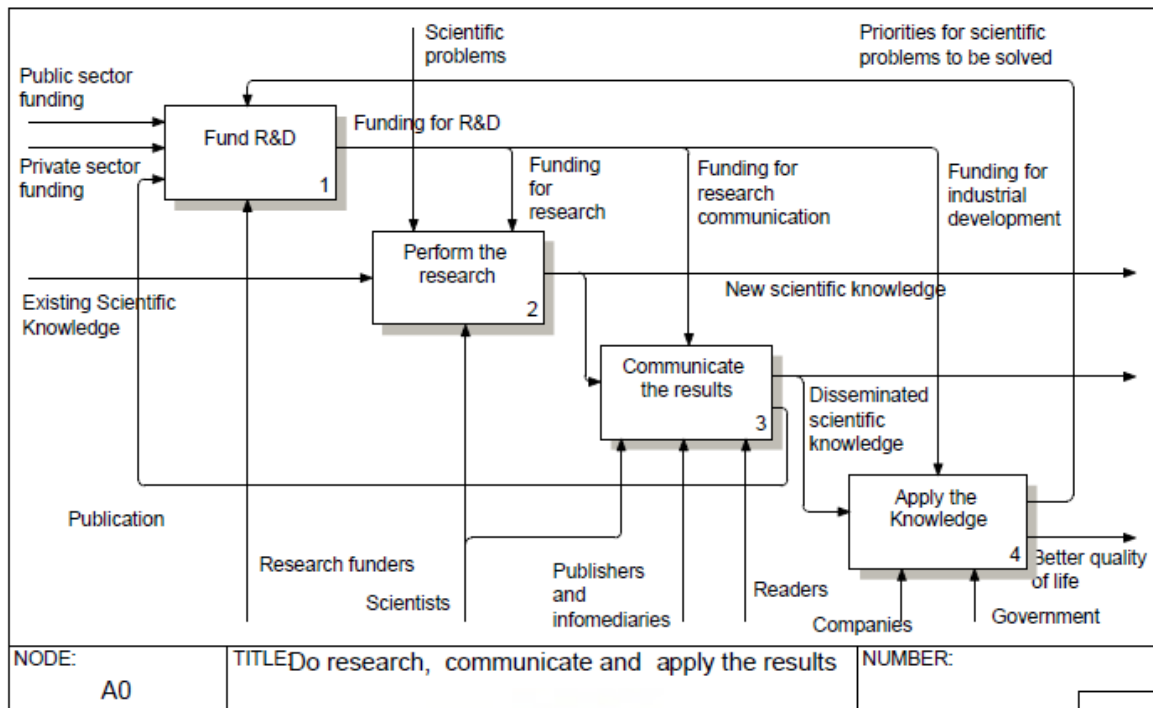 Scientific
problems
Priorities for scientific
problems to be solved
Public sector
funding
Fund R&D
1
Funding for R&D
Private sector
funding
Funding
for
research
Funding for
research
communication
Funding for
industrial
development
Perform the
research
2
Existing Scientific
Knowledge
New scientific knowledge
Communicate
the results
3
Disseminated
scientific
knowledge
Apply the
Knowledge
4
Publication
Research funders
Scientists
Publishers
and
infomediaries
Readers
Companies
Government
Better quality
of life
NODE:
A0
TITLE: Do research, communicate and apply the results
NUMBER: